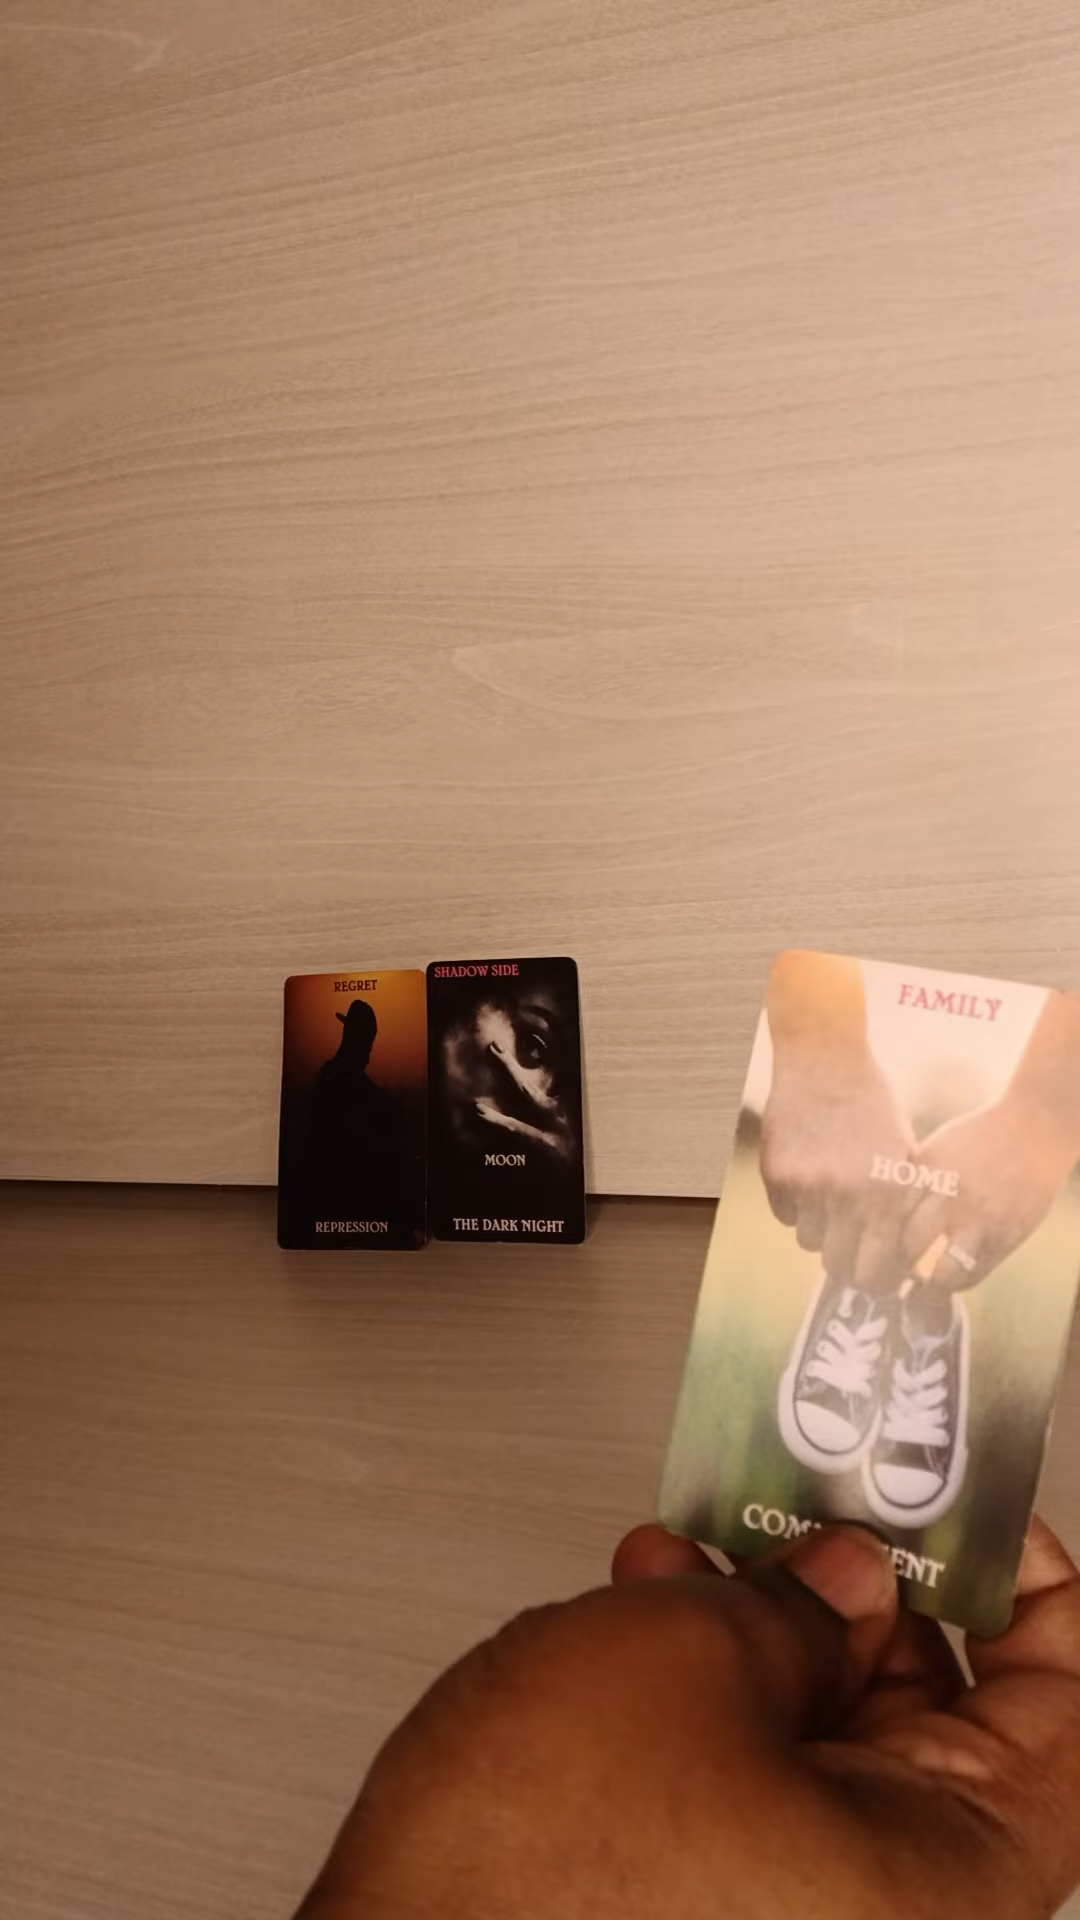 REGRET
REPRESSION
SHADOW SIDE
MOON
THE DARK NIGHT
FAMILY
HOME